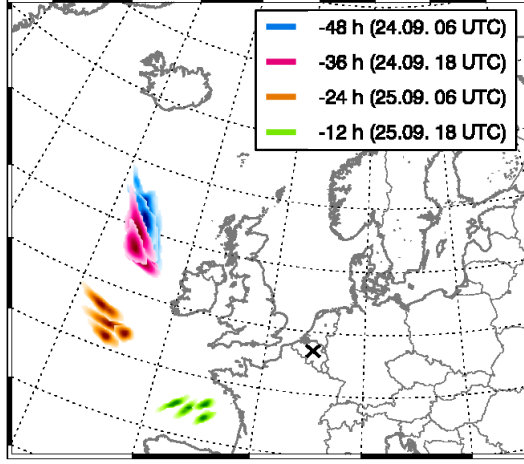 -48 h (24.09. 06 UTC)
-36 h (24.09. 18 UTC)
-24 h (25.09. 06 UTC)
-12 h (25.09. 18 UTC)